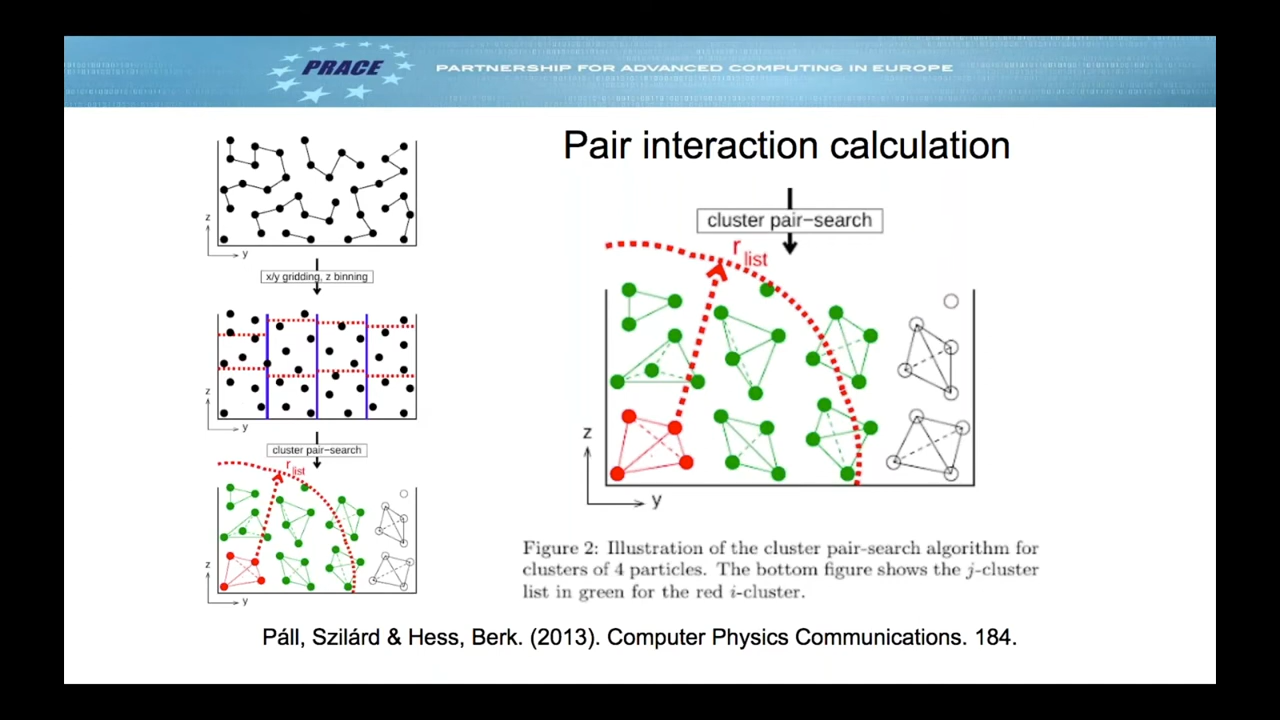 PRACE
PARTNERSHIP FOR ADVANCED COMPUTING IN EUROPE
Pair interaction calculation
z
y
x/y gridding, z binning
z
y
cluster pair-search
r list
z
y
cluster pair-search
r list
z
y
Figure 2: Illustration of the cluster pair-search algorithm for
clusters of 4 particles. The bottom figure shows the j-cluster
list in green for the red i-cluster.
Páll, Szilárd & Hess, Berk. (2013). Computer Physics Communications. 184.